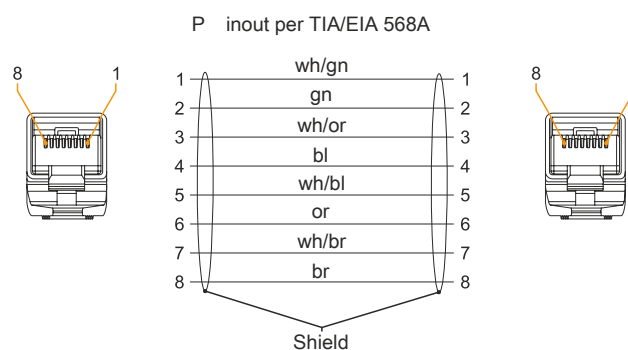 P inout per TIA/EIA 568A
8 1
8
1 wh/gn 1
2 gn 2
3 wh/or 3
4 bl 4
5 wh/bl 5
6 or 6
7 wh/br 7
8 br 8
Shield